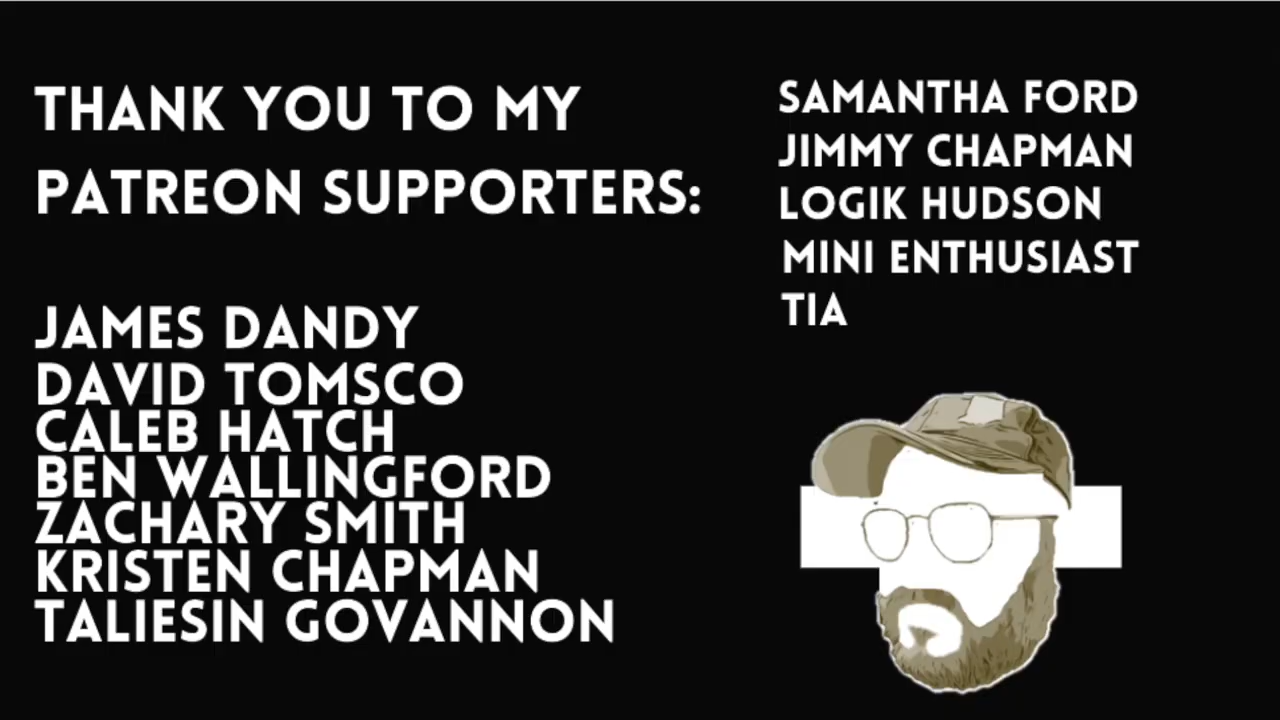 THANK YOU TO MY
PATREON SUPPORTERS:
JAMES DANDY
DAVID TOMSCO
CALEB HATCH
BEN WALLINGFORD
ZACHARY SMITH
KRISTEN CHAPMAN
TALIESIN GOVANNON
SAMANTHA FORD
JIMMY CHAPMAN
LOGIK HUDSON
MINI ENTHUSIAST
TIA